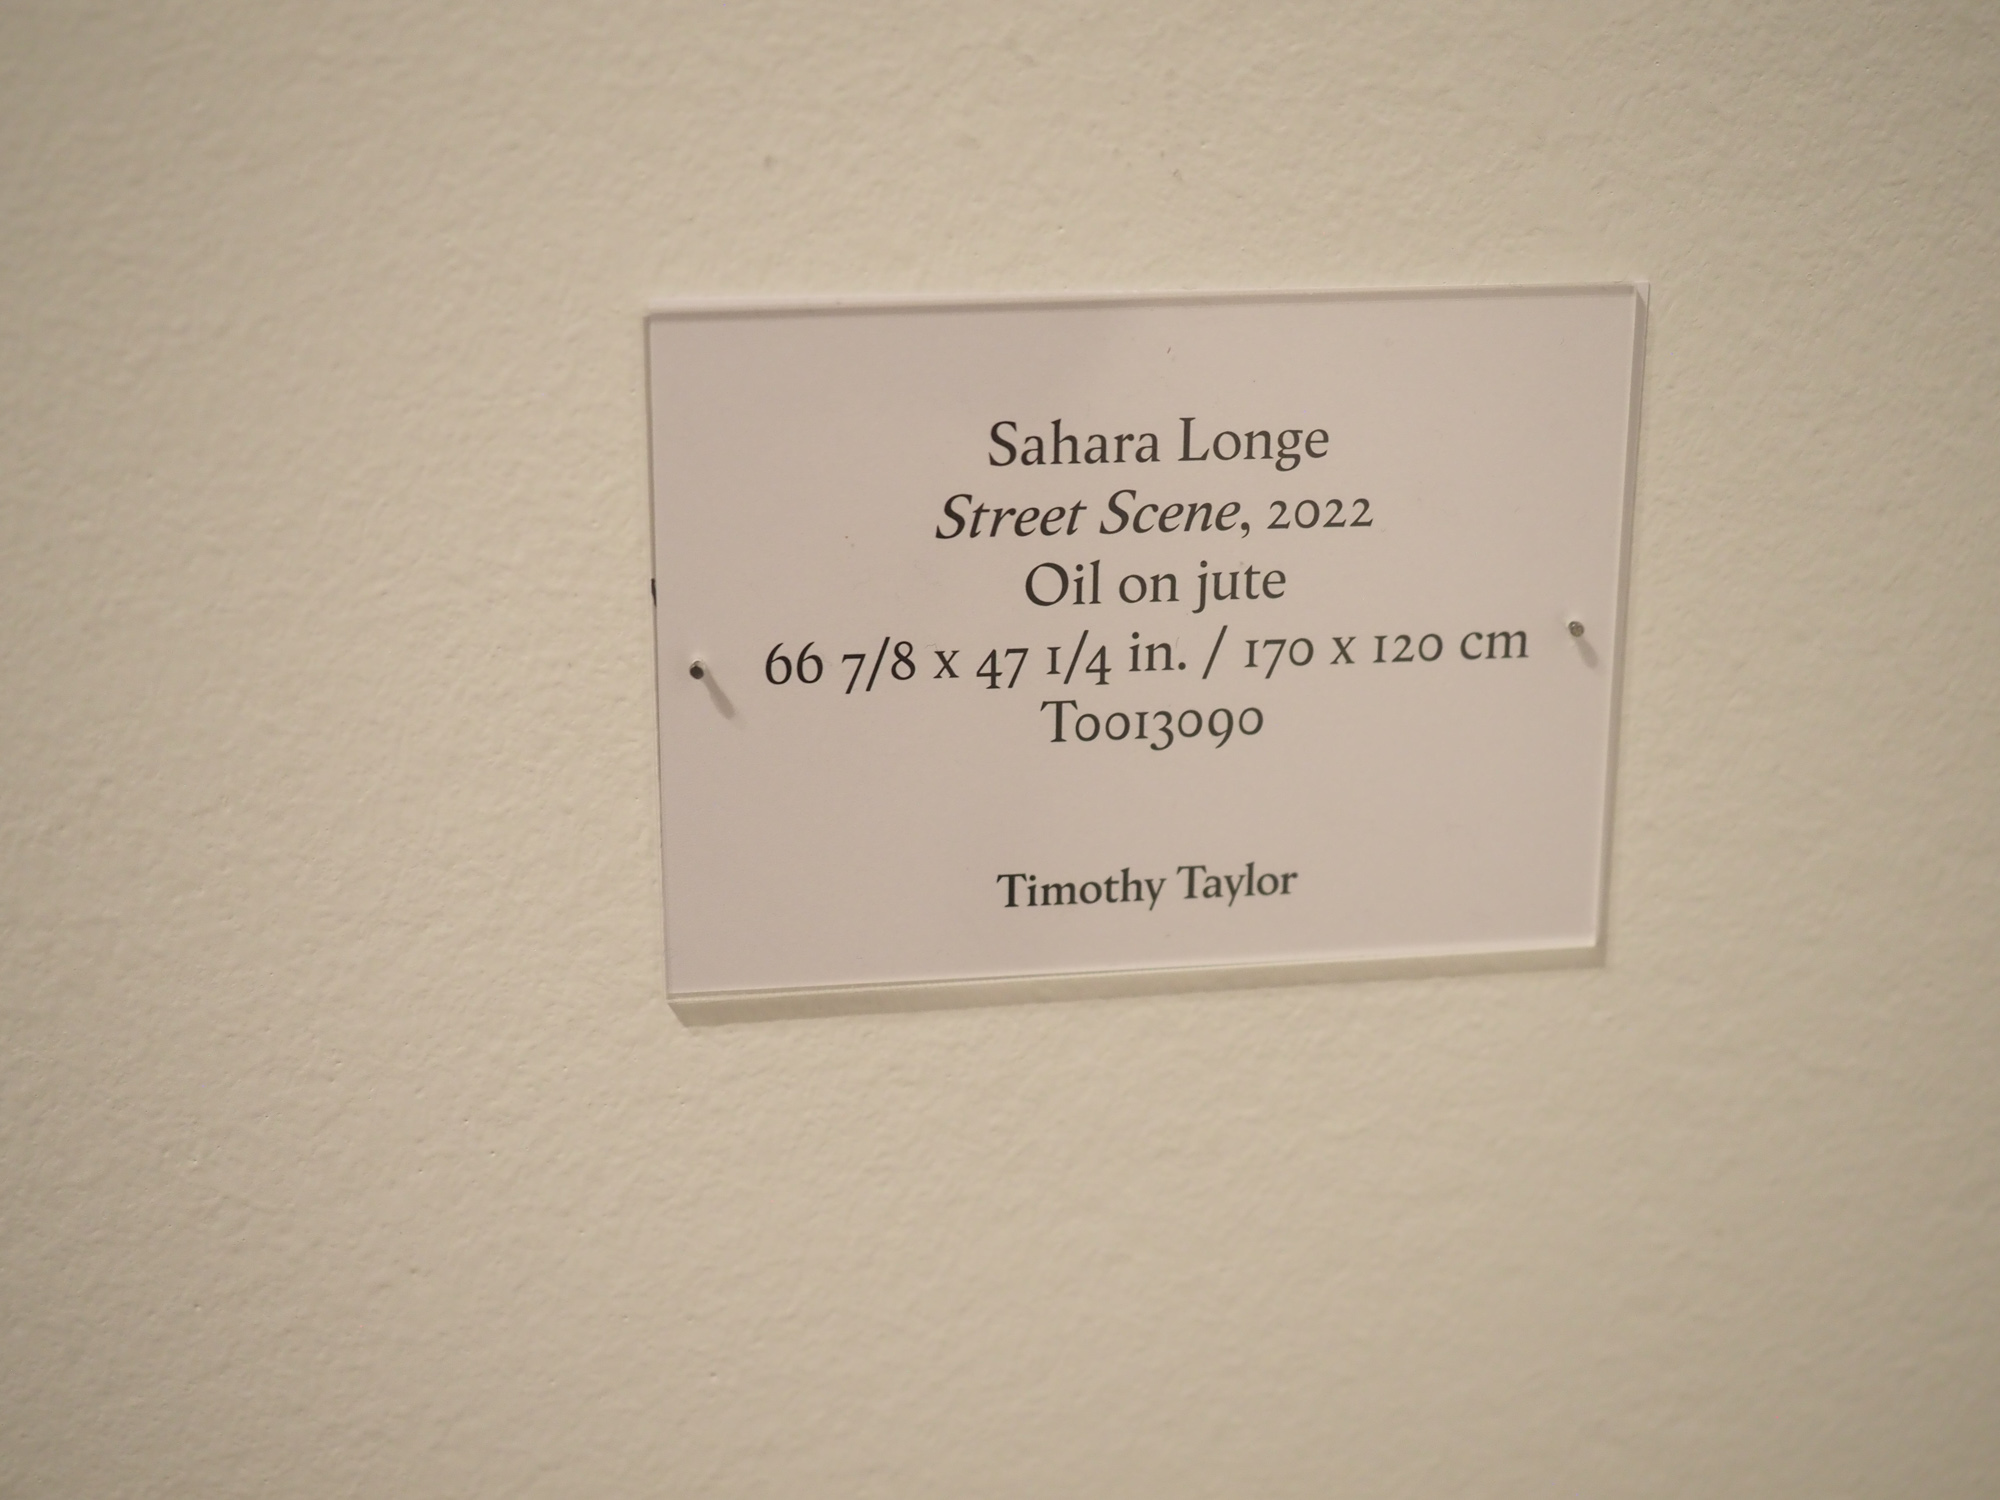 Sahara Longe
Street Scene, 2022
Oil on jute
66 7/8 x 47 1/4 in. / 170 x 120 cm
T0013090
Timothy Taylor